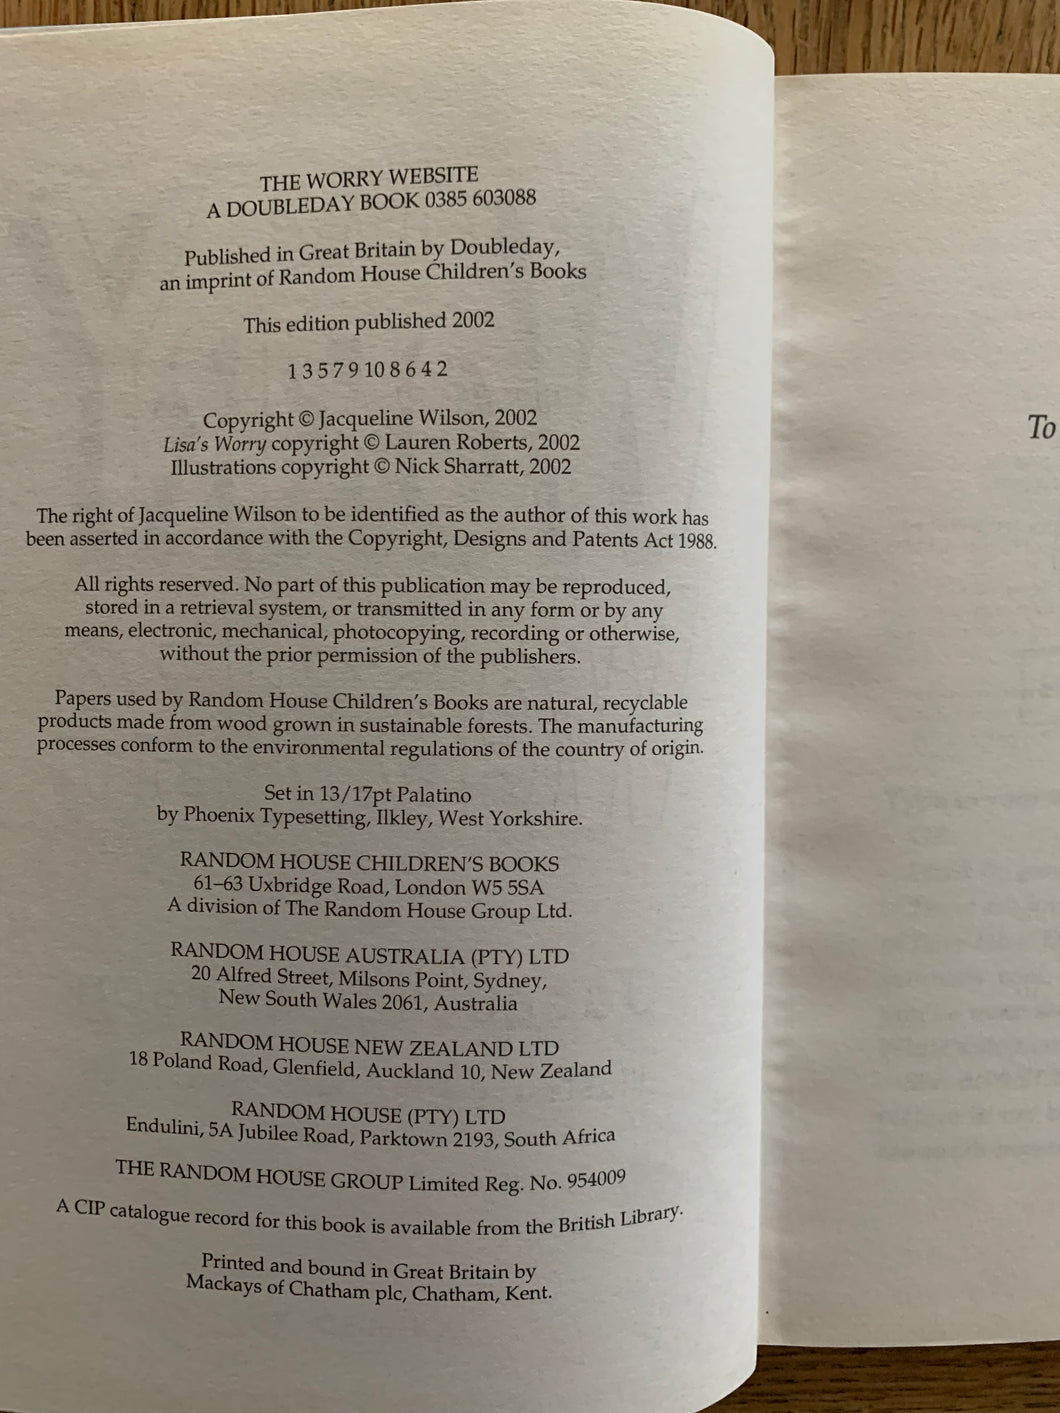 THE WORRY WEBSITE
A DOUBLEDAY BOOK 0385 603088
Published in Great Britain by Doubleday,
an imprint of Random House Children's Books
This edition published 2002
1 3 5 7 9 10 8 6 4 2
Copyright © Jacqueline Wilson, 2002
Lisa's Worry copyright © Lauren Roberts, 2002
Illustrations copyright © Nick Sharratt, 2002
The right of Jacqueline Wilson to be identified as the author of this work has
been asserted in accordance with the Copyright, Designs and Patents Act 1988.
All rights reserved. No part of this publication may be reproduced,
stored in a retrieval system, or transmitted in any form or by any
means, electronic, mechanical, photocopying, recording or otherwise,
without the prior permission of the publishers.
Papers used by Random House Children's Books are natural, recyclable
products made from wood grown in sustainable forests. The manufacturing
processes conform to the environmental regulations of the country of origin.
Set in 13/17pt Palatino
by Phoenix Typesetting, Ilkley, West Yorkshire.
RANDOM HOUSE CHILDREN'S BOOKS
61–63 Uxbridge Road, London W5 5SA
A division of The Random House Group Ltd.
RANDOM HOUSE AUSTRALIA (PTY) LTD
20 Alfred Street, Milsons Point, Sydney,
New South Wales 2061, Australia
RANDOM HOUSE NEW ZEALAND LTD
18 Poland Road, Glenfield, Auckland 10, New Zealand
RANDOM HOUSE (PTY) LTD
Endulini, 5A Jubilee Road, Parktown 2193, South Africa
THE RANDOM HOUSE GROUP Limited Reg. No. 954009
A CIP catalogue record for this book is available from the British Library.
Printed and bound in Great Britain by
Mackays of Chatham plc, Chatham, Kent.
To